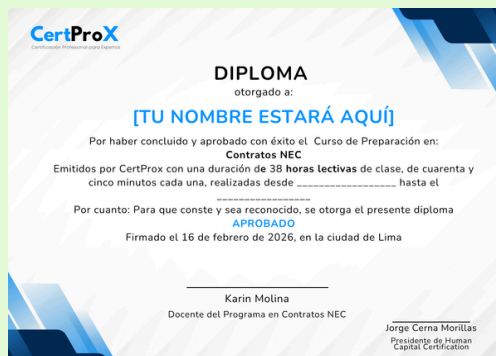 CertProX
Certificación Profesional para Expertos
DIPLOMA
otorgado a:
[TU NOMBRE ESTARÁ AQUÍ]
Por haber concluido y aprobado con éxito el Curso de Preparación en:
Contratos NEC
Emitidos por CertProx con una duración de 38 horas lectivas de clase, de cuarenta y
cinco minutos cada una, realizadas desde __________________ hasta el
_________________
Por cuanto: Para que conste y sea reconocido, se otorga el presente diploma
APROBADO
Firmado el 16 de febrero de 2026, en la ciudad de Lima
Karin Molina
Docente del Programa en Contratos NEC
Jorge Cerna Morillas
Presidente de Human
Capital Certification